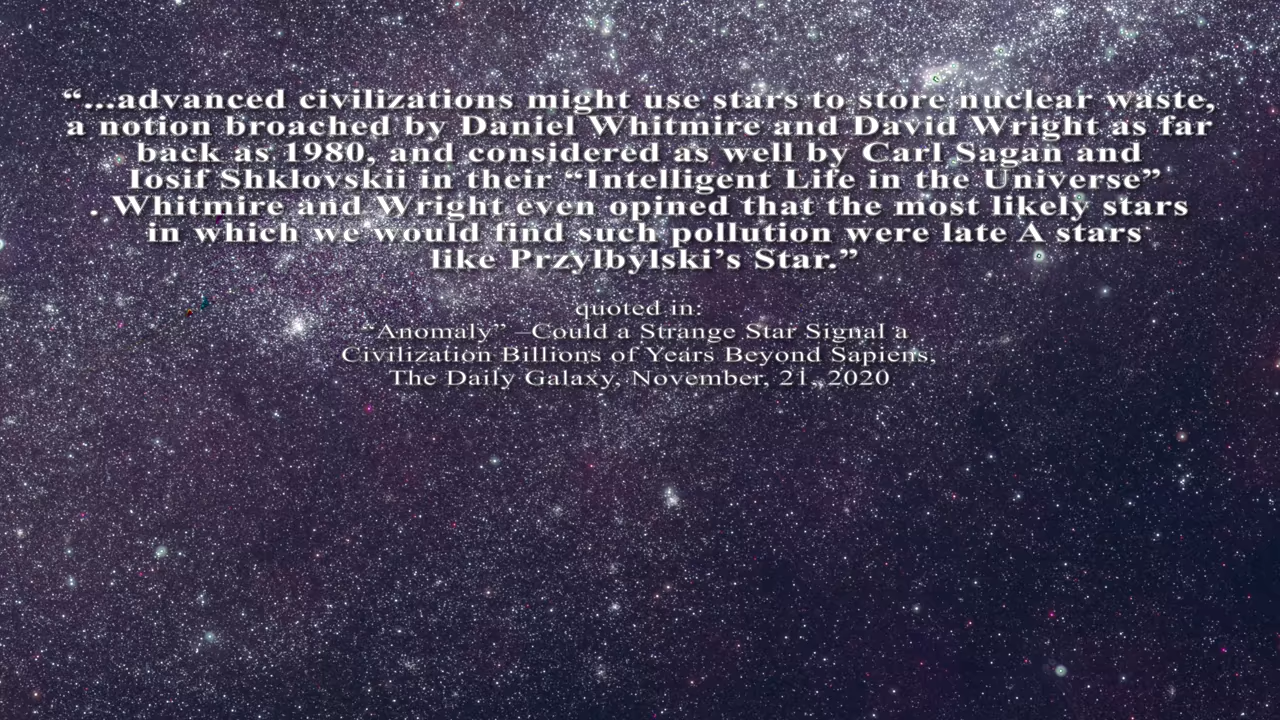 “...advanced civilizations might use stars to store nuclear waste,
a notion broached by Daniel Whitmire and David Wright as far
back as 1980, and considered as well by Carl Sagan and
Iosif Shklovskii in their “Intelligent Life in the Universe”
. Whitmire and Wright even opined that the most likely stars
in which we would find such pollution were late A stars
like Przylbylski’s Star.”
quoted in:
“Anomaly” –Could a Strange Star Signal a
Civilization Billions of Years Beyond Sapiens,
The Daily Galaxy, November, 21, 2020